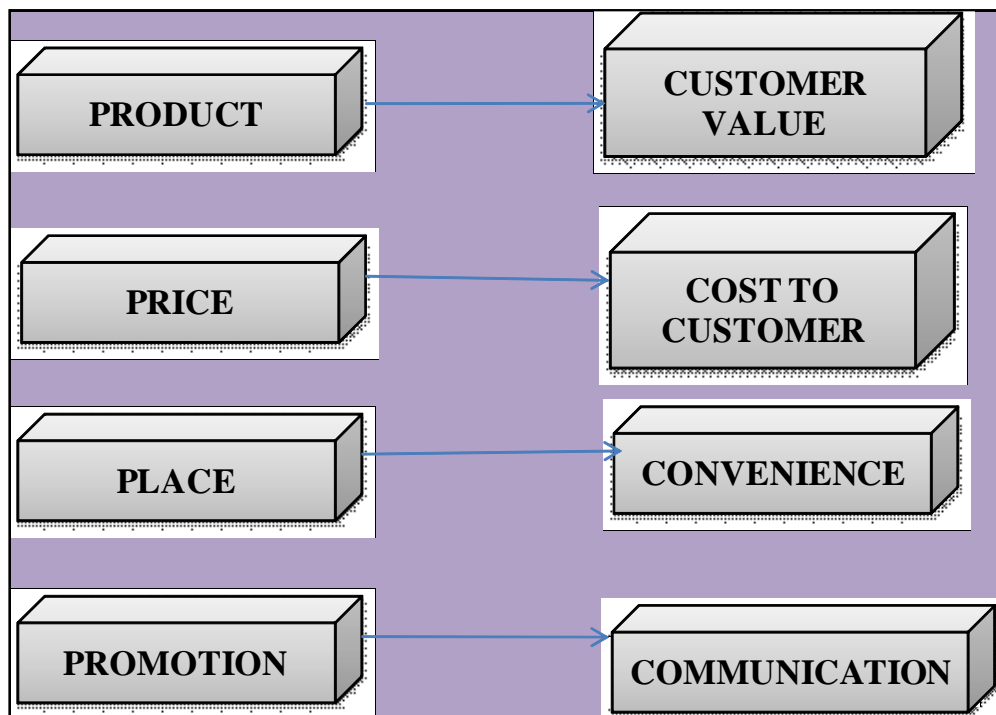 PRODUCT
CUSTOMER
VALUE
PRICE
COST TO
CUSTOMER
PLACE
CONVENIENCE
PROMOTION
COMMUNICATION